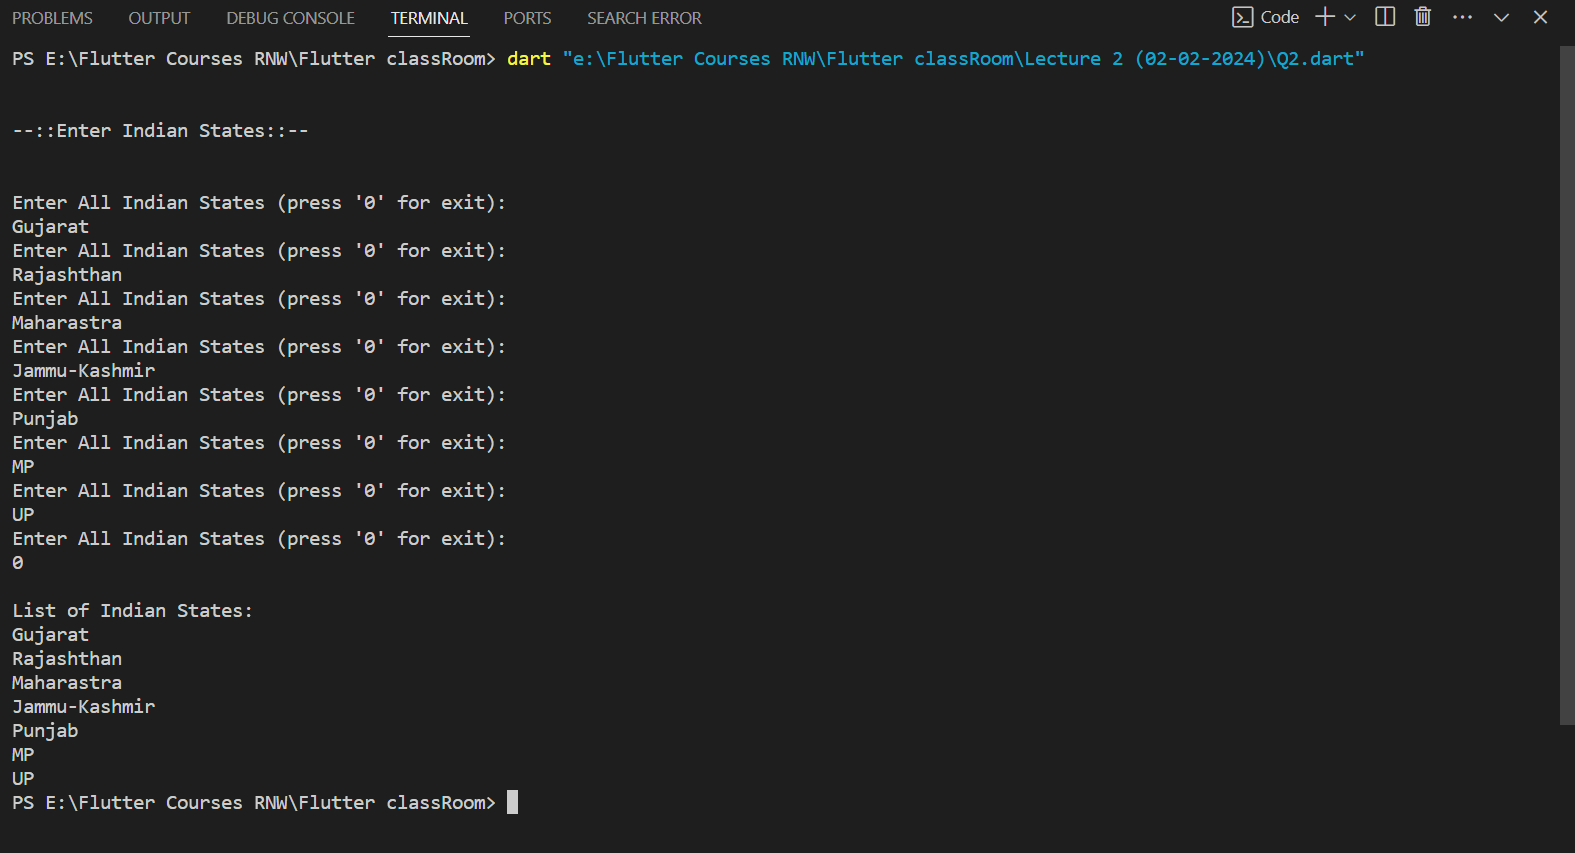 PROBLEMS OUTPUT DEBUG CONSOLE TERMINAL PORTS SEARCH ERROR Code
PS E:\Flutter Courses RNW\Flutter classRoom> dart "e:\Flutter Courses RNW\Flutter classRoom\Lecture 2 (02-02-2024)\Q2.dart"
--::Enter Indian States::--
Enter All Indian States (press '0' for exit):
Gujarat
Enter All Indian States (press '0' for exit):
Rajashthan
Enter All Indian States (press '0' for exit):
Maharastra
Enter All Indian States (press '0' for exit):
Jammu-Kashmir
Enter All Indian States (press '0' for exit):
Punjab
Enter All Indian States (press '0' for exit):
MP
Enter All Indian States (press '0' for exit):
UP
Enter All Indian States (press '0' for exit):
0
List of Indian States:
Gujarat
Rajashthan
Maharastra
Jammu-Kashmir
Punjab
MP
UP
PS E:\Flutter Courses RNW\Flutter classRoom>